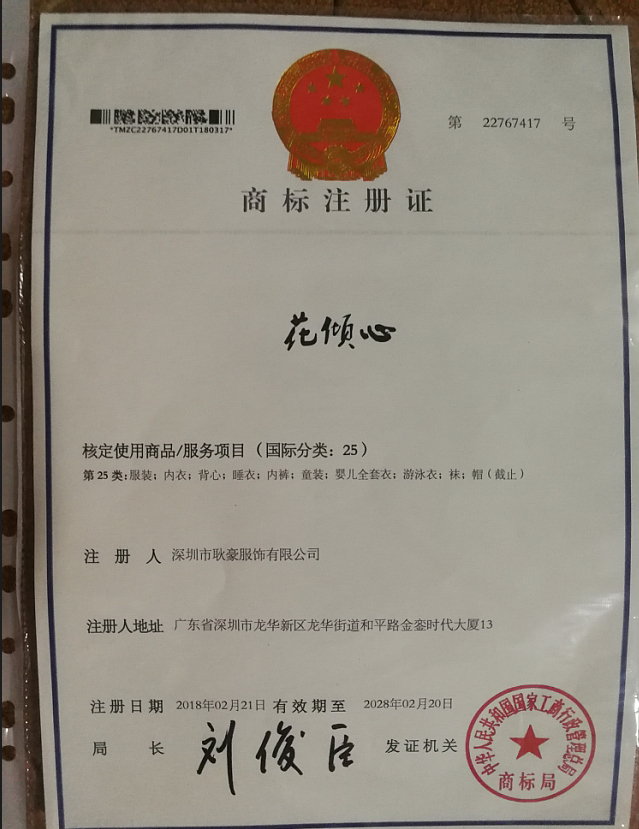 *TMZC22767417D01T180317*
第 22767417 号
商标注册证
花倾心
核定使用商品/服务项目（国际分类：25）
第25类:服装；内衣；背心；睡衣；内裤；童装；婴儿全套衣；游泳衣；袜；帽（截止）
注册人 深圳市耿豪服饰有限公司
注册人地址 广东省深圳市龙华新区龙华街道和平路金銮时代大厦13
注册日期 2018年02月21日 有效期至 2028年02月20日
局长 刘俊臣 发证机关
中华人民共和国国家工商行政管理总局
商标局